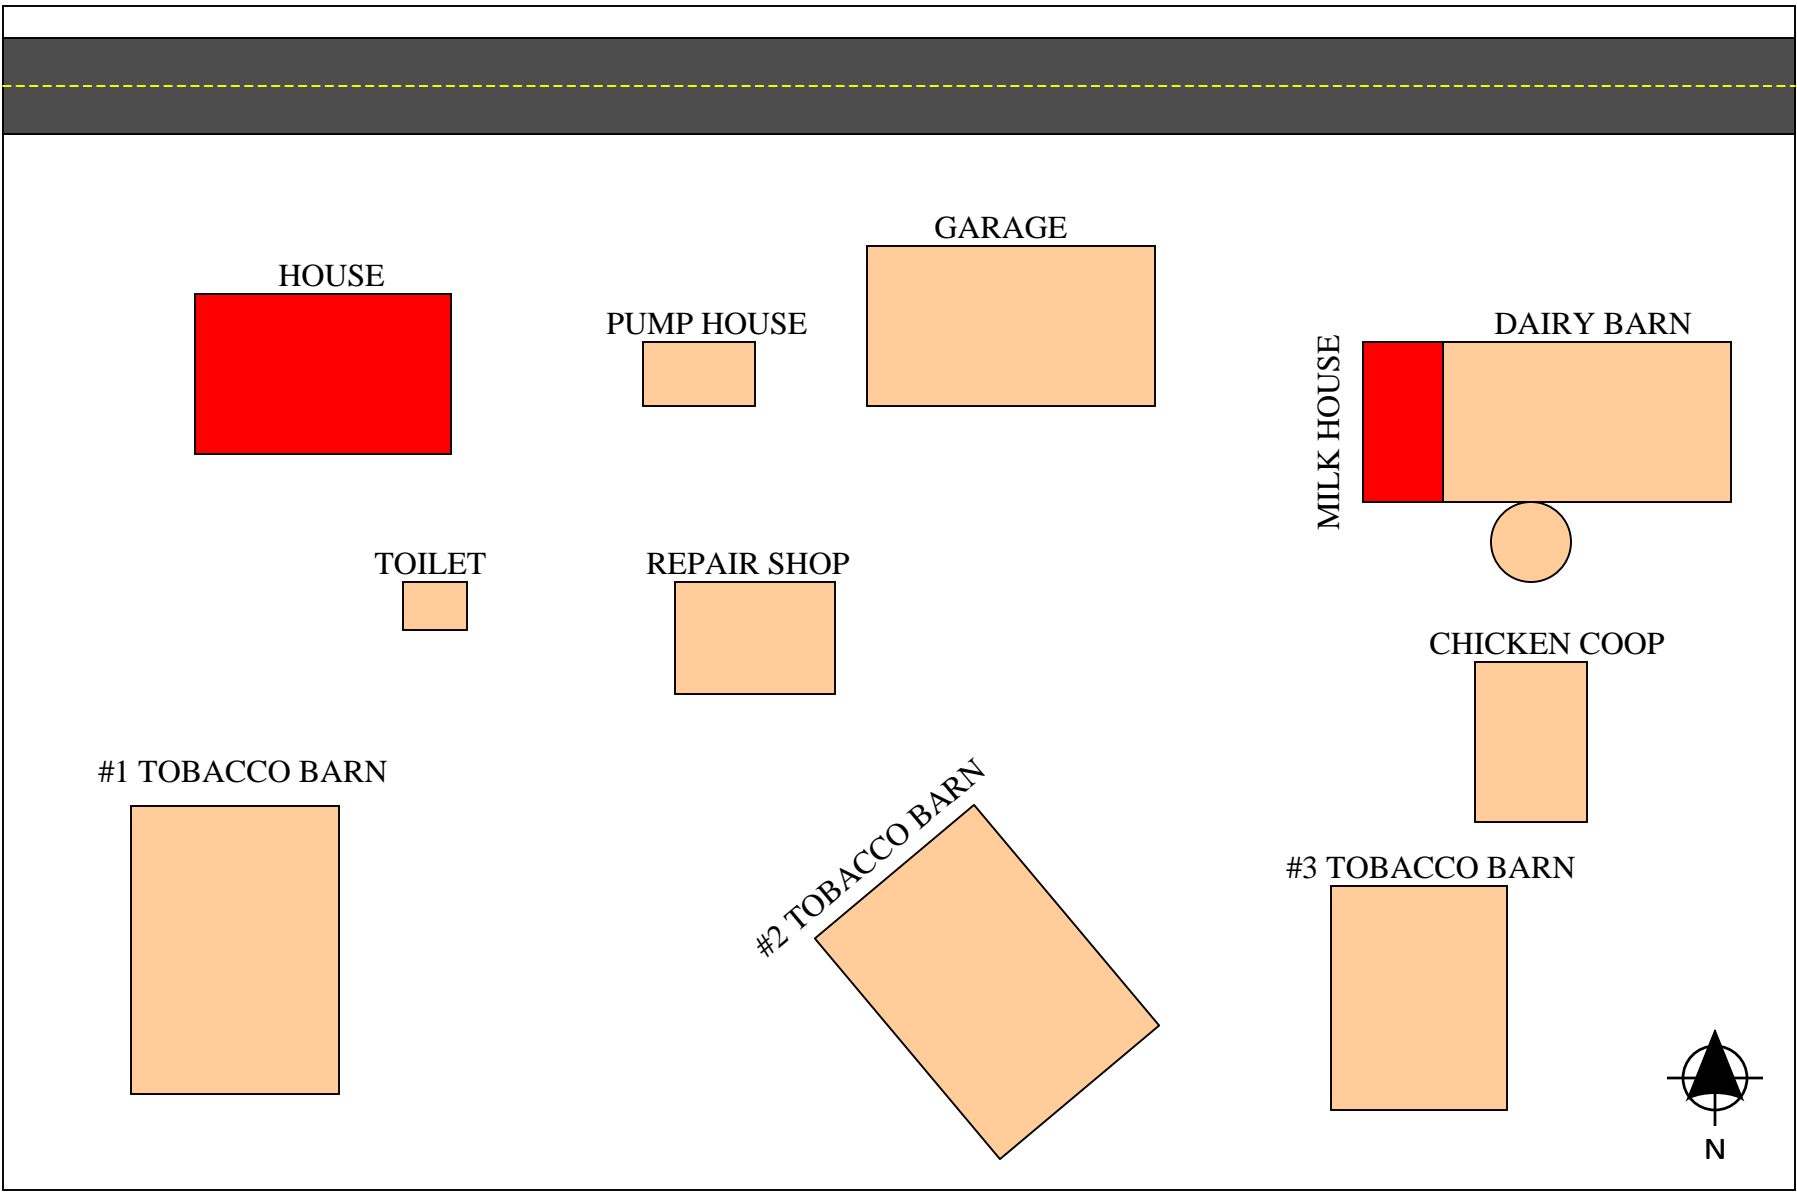 GARAGE
HOUSE
PUMP HOUSE
DAIRY BARN
MILK HOUSE
TOILET
REPAIR SHOP
CHICKEN COOP
#1 TOBACCO BARN
#2 TOBACCO BARN
#3 TOBACCO BARN
N